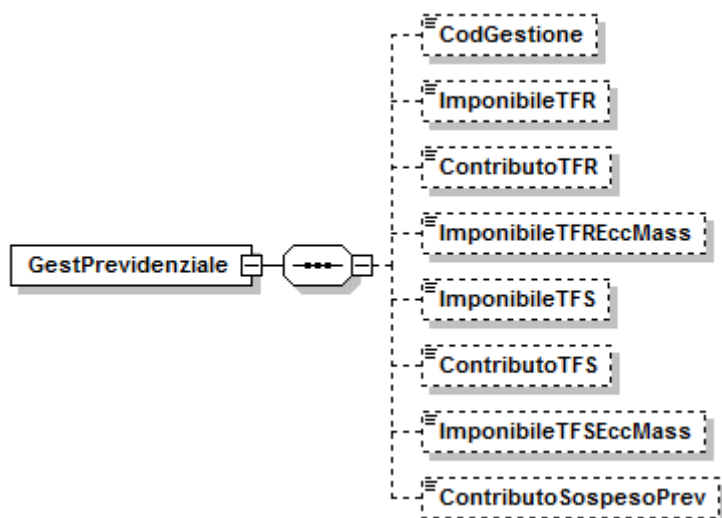 CodGestione
ImponibileTFR
ContributoTFR
ImponibileTFREccMass
GestPrevidenziale
ImponibileTFS
ContributoTFS
ImponibileTFSEccMass
ContributoSospesoPrev